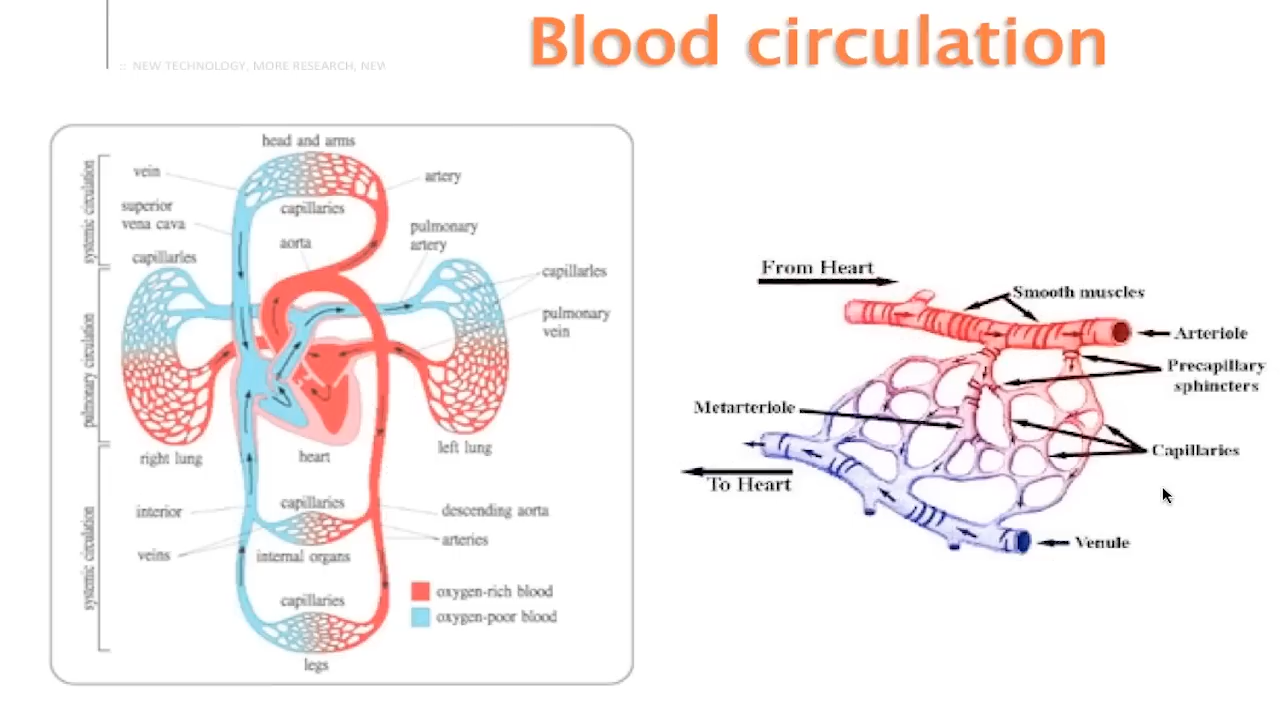 Blood circulation
:: NEW TECHNOLOGY, MORE RESEARCH, NEW
head and arms
vein
artery
superior
vena cava
capillaries
pulmonary
artery
aorta
capillaries
capillaries
pulmonary
vein
systemic circulation
pulmonary circulation
systemic circulation
right lung
heart
left lung
capillaries
interior
descending aorta
arteries
veins
internal organs
oxygen-rich blood
capillaries
oxygen-poor blood
legs
From Heart
Smooth muscles
Arteriole
Precapillary
sphincters
Metarteriole
Capillaries
To Heart
Venule